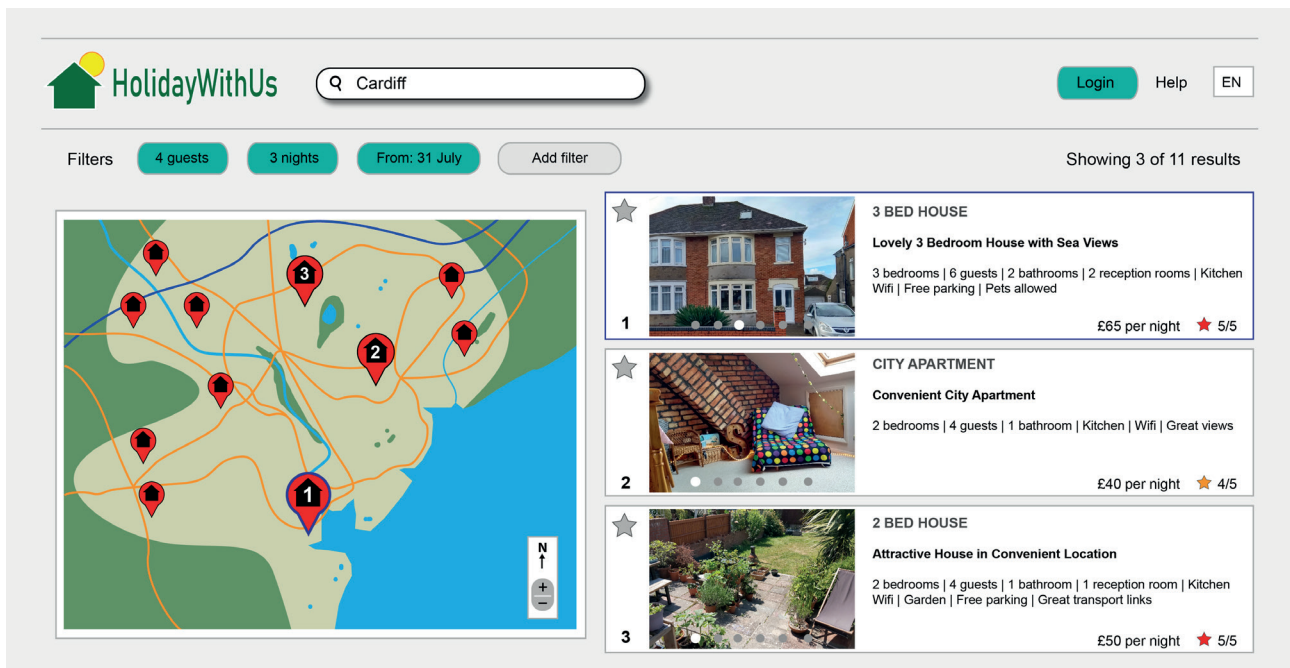 HolidayWithUs
Cardiff
Login
Help
EN
Filters
4 guests
3 nights
From: 31 July
Add filter
Showing 3 of 11 results
3
2
1
N
+
−
1
3 BED HOUSE
Lovely 3 Bedroom House with Sea Views
3 bedrooms | 6 guests | 2 bathrooms | 2 reception rooms | Kitchen
Wifi | Free parking | Pets allowed
£65 per night
5/5
2
CITY APARTMENT
Convenient City Apartment
2 bedrooms | 4 guests | 1 bathroom | Kitchen | Wifi | Great views
£40 per night
4/5
3
2 BED HOUSE
Attractive House in Convenient Location
2 bedrooms | 4 guests | 1 bathroom | 1 reception room | Kitchen
Wifi | Garden | Free parking | Great transport links
£50 per night
5/5